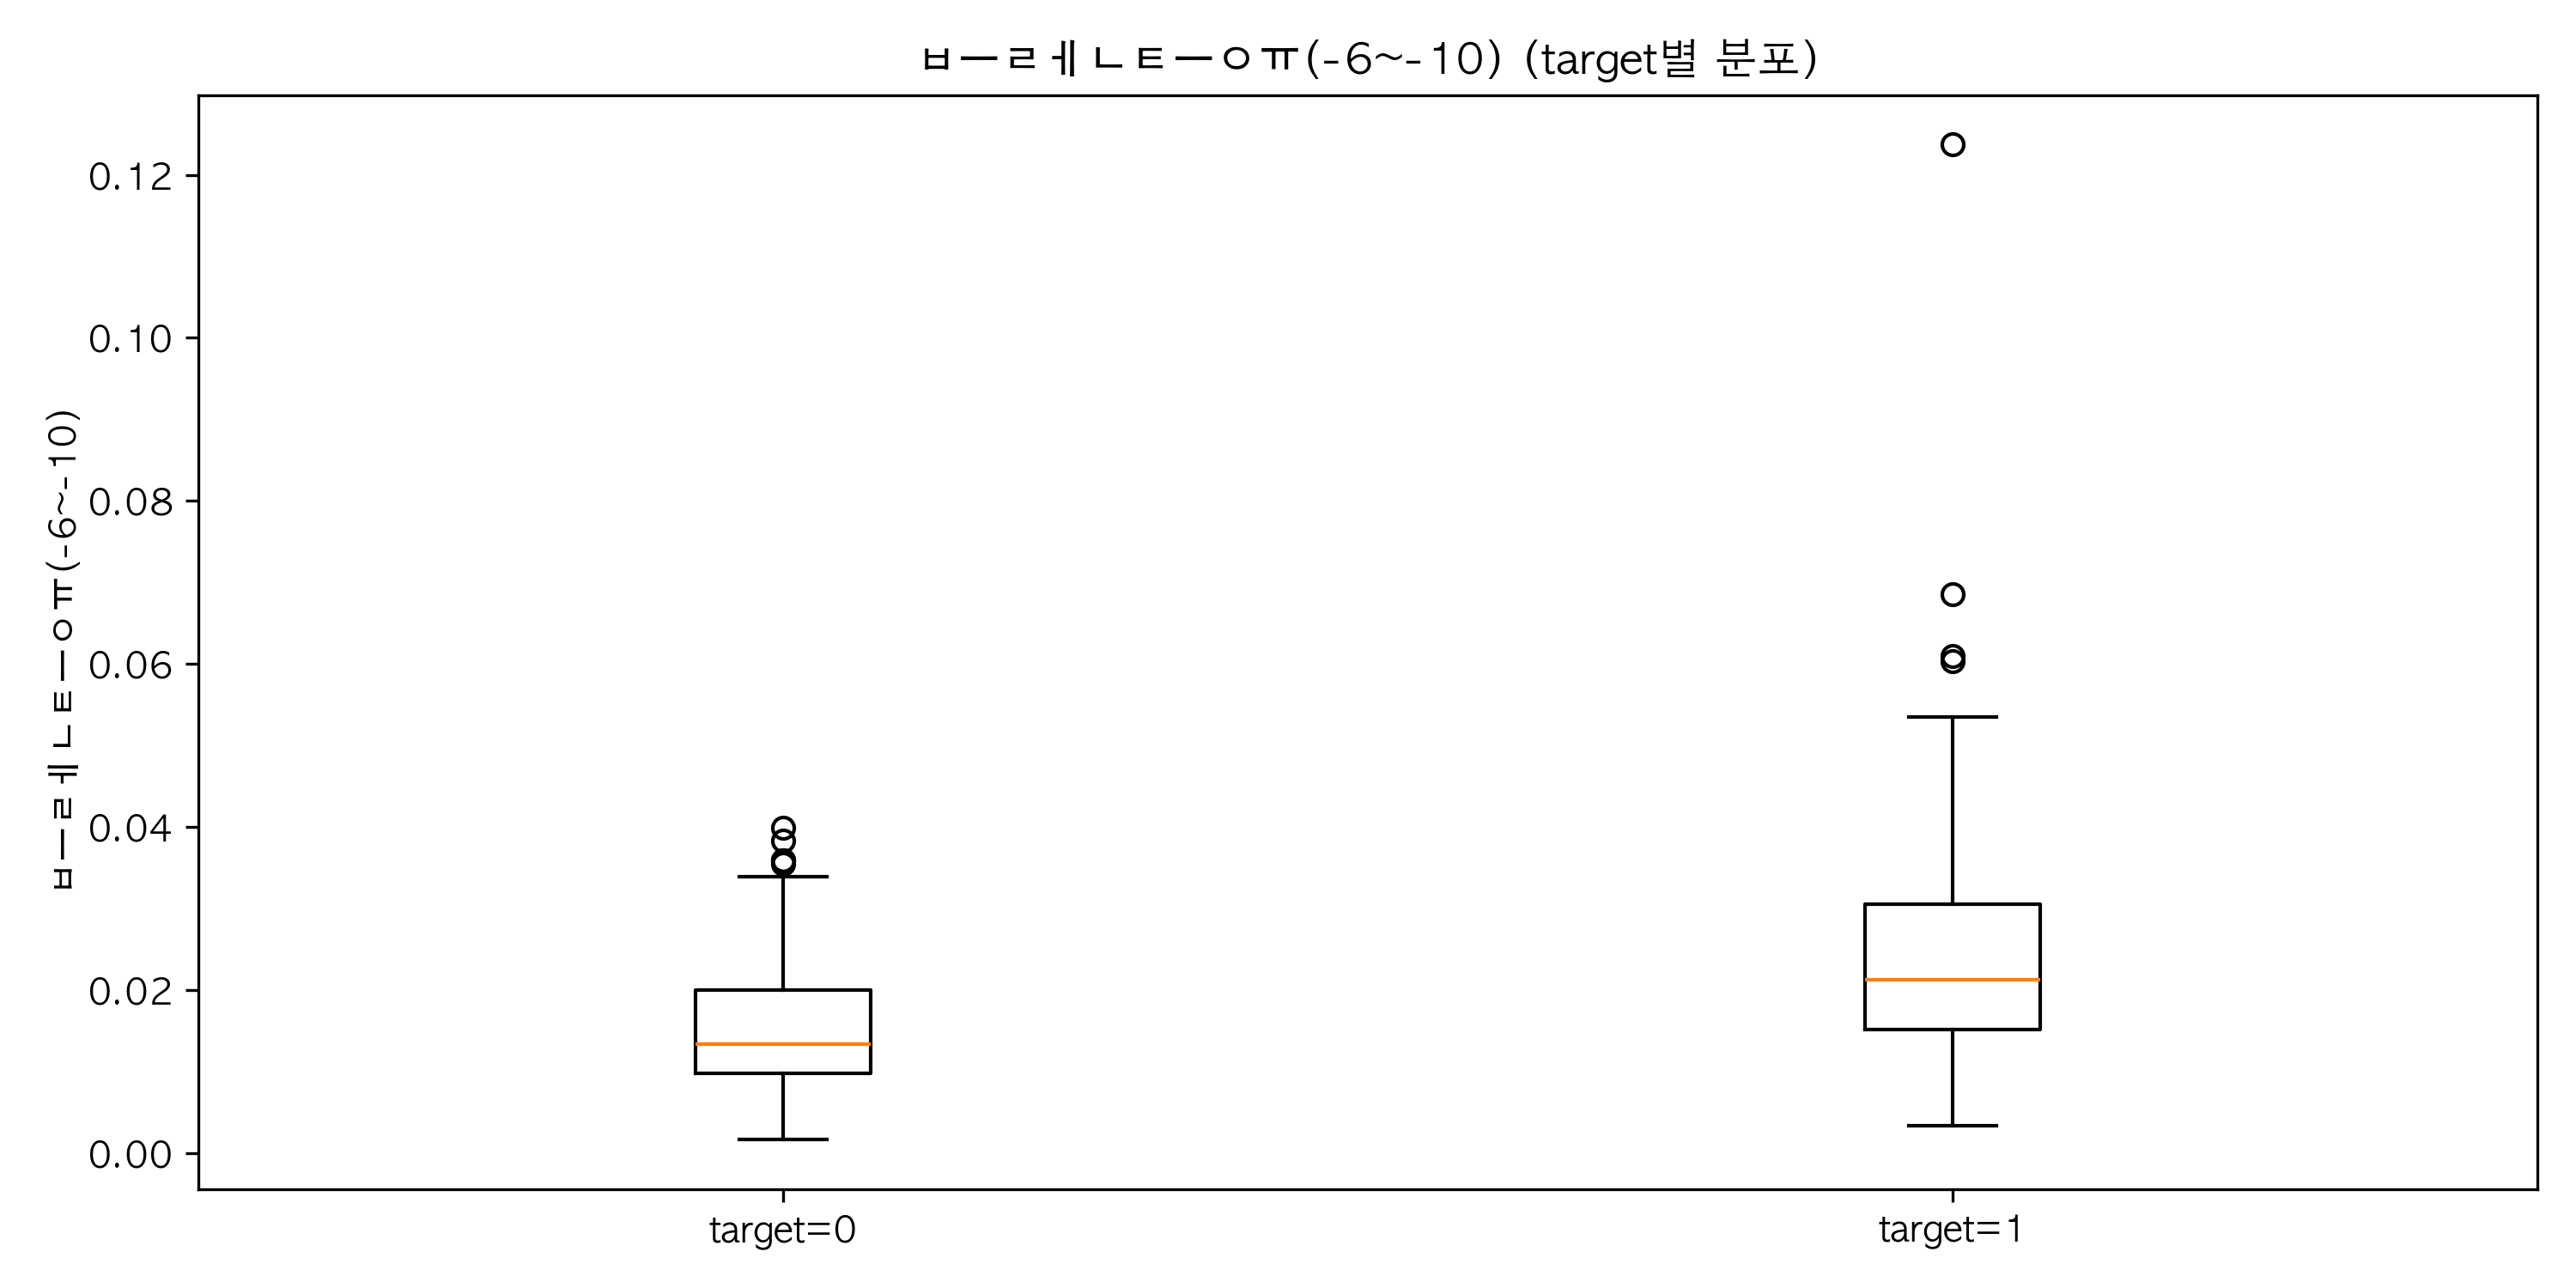 ㅂㅡㄹㅔㄴㅌㅡㅇㅠ(-6~-10) (target별 분포)
ㅂㅡㄹㅔㄴㅌㅡㅇㅠ(-6~-10)
0.12
0.10
0.08
0.06
0.04
0.02
0.00
target=0
target=1